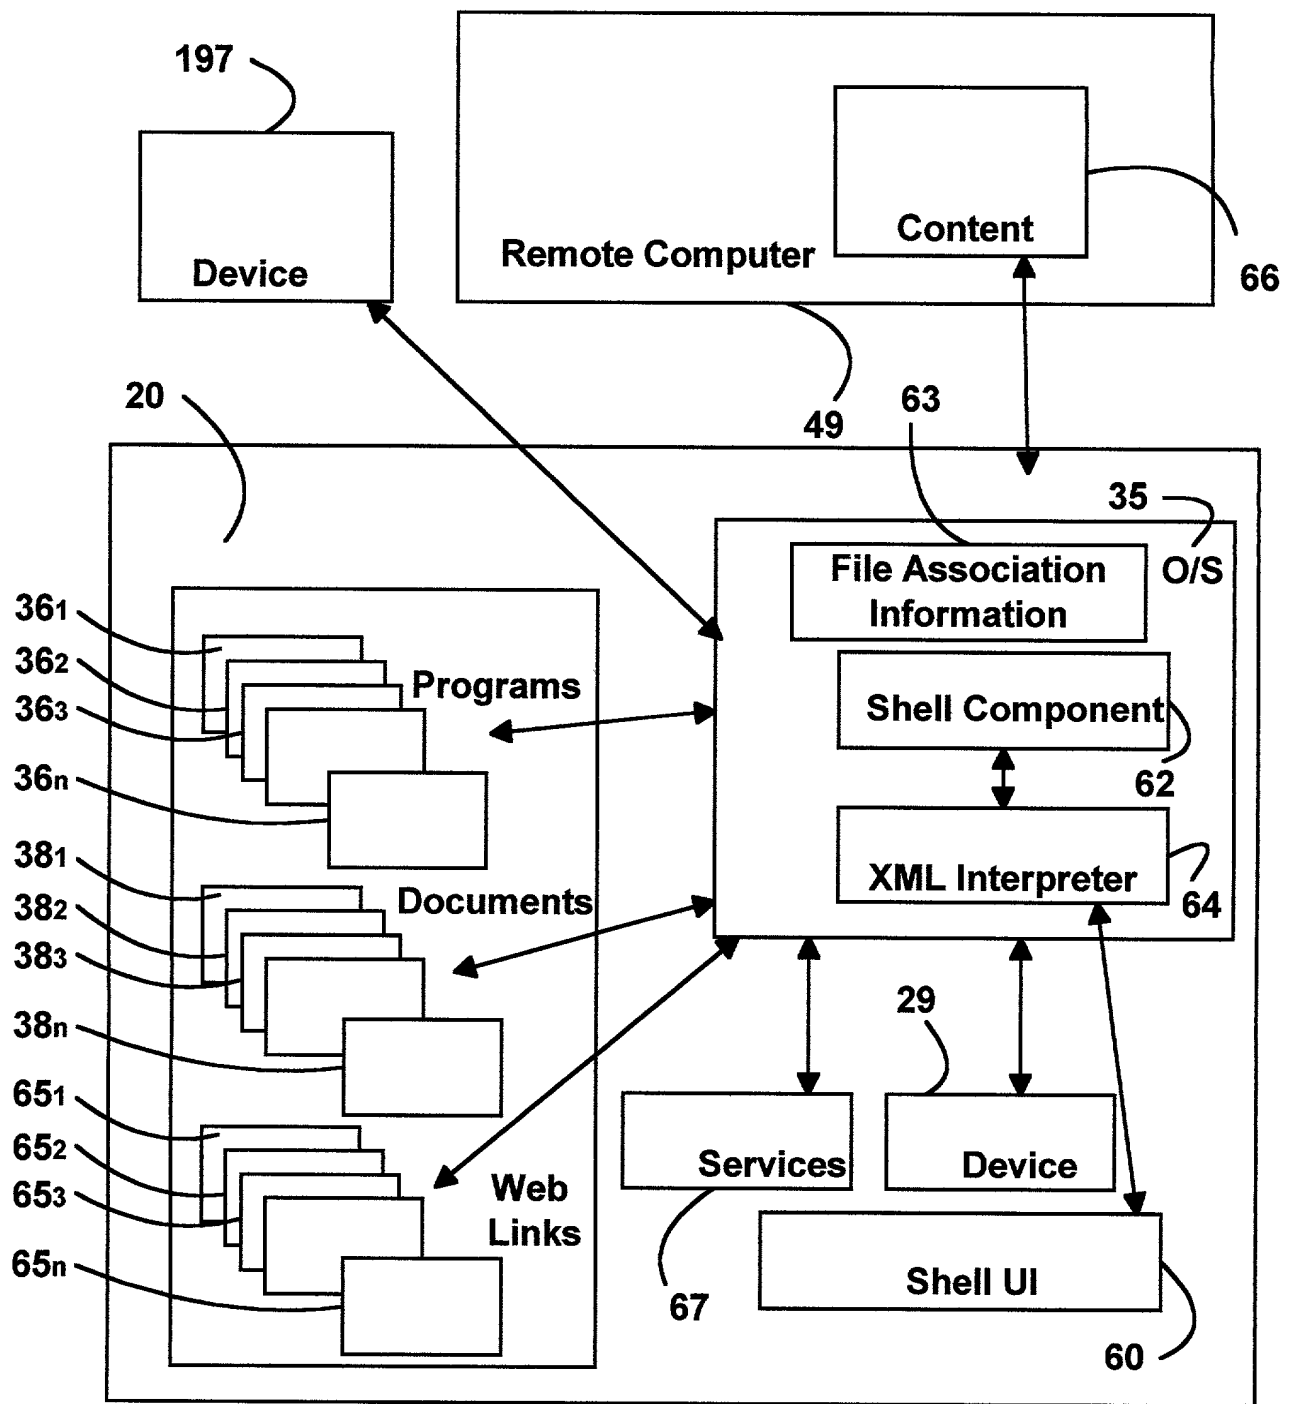 197
Device
Remote Computer
Content
66
49
20
63
35
O/S
File Association
Information
Shell Component
62
XML Interpreter
64
361
362
363
36n
Programs
381
382
383
38n
Documents
651
652
653
65n
Web
Links
29
Services
67
Device
Shell UI
60